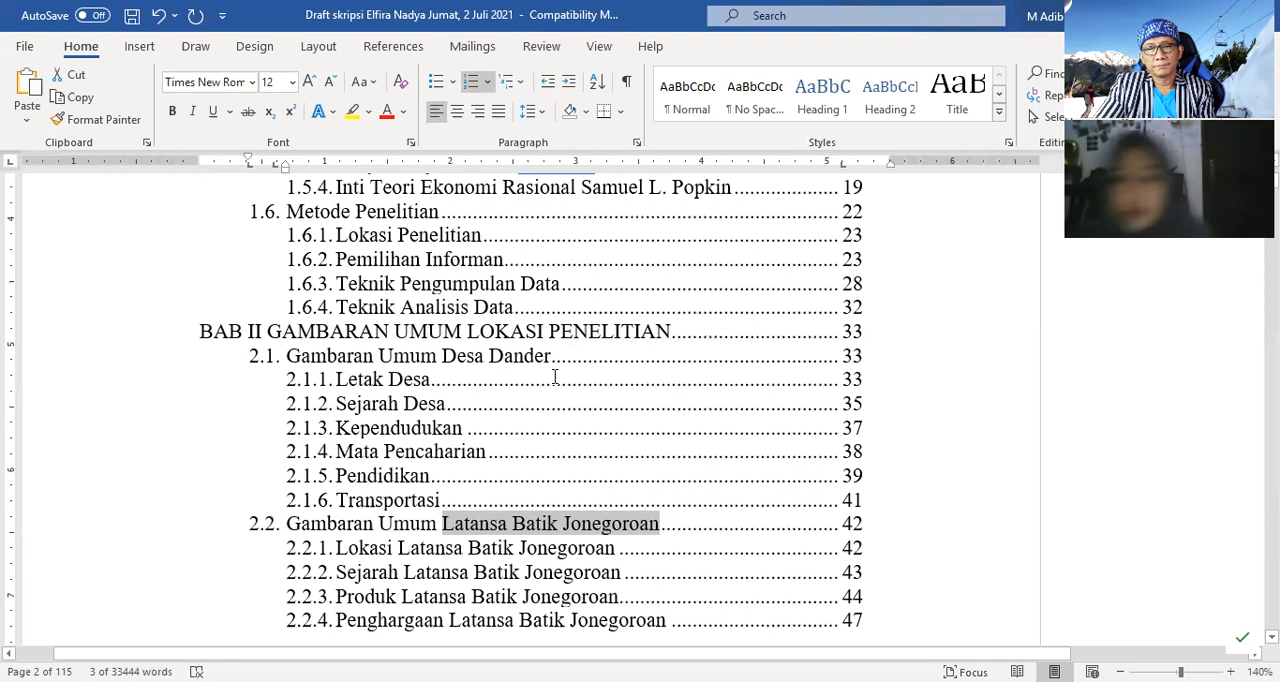 AutoSave Off Draft skripsi Elfira Nadya Jumat, 2 Juli 2021 - Compatibility M... Search M Adib
File Home Insert Draw Design Layout References Mailings Review View Help
Paste Cut Copy Format Painter
Times New Rom 12
AaBbCcDc AaBbCcDc AaBbC AaBbCcI AaB
¶ Normal ¶ No Spac... Heading 1 Heading 2 Title
Clipboard Font Paragraph Styles
1.5.4. Inti Teori Ekonomi Rasional Samuel L. Popkin 19
1.6. Metode Penelitian 22
1.6.1. Lokasi Penelitian 23
1.6.2. Pemilihan Informan 23
1.6.3. Teknik Pengumpulan Data 28
1.6.4. Teknik Analisis Data 32
BAB II GAMBARAN UMUM LOKASI PENELITIAN 33
2.1. Gambaran Umum Desa Dander 33
2.1.1. Letak Desa 33
2.1.2. Sejarah Desa 35
2.1.3. Kependudukan 37
2.1.4. Mata Pencaharian 38
2.1.5. Pendidikan 39
2.1.6. Transportasi 41
2.2. Gambaran Umum Latansa Batik Jonegoroan 42
2.2.1. Lokasi Latansa Batik Jonegoroan 42
2.2.2. Sejarah Latansa Batik Jonegoroan 43
2.2.3. Produk Latansa Batik Jonegoroan 44
2.2.4. Penghargaan Latansa Batik Jonegoroan 47
Page 2 of 115 3 of 33444 words Focus 140%